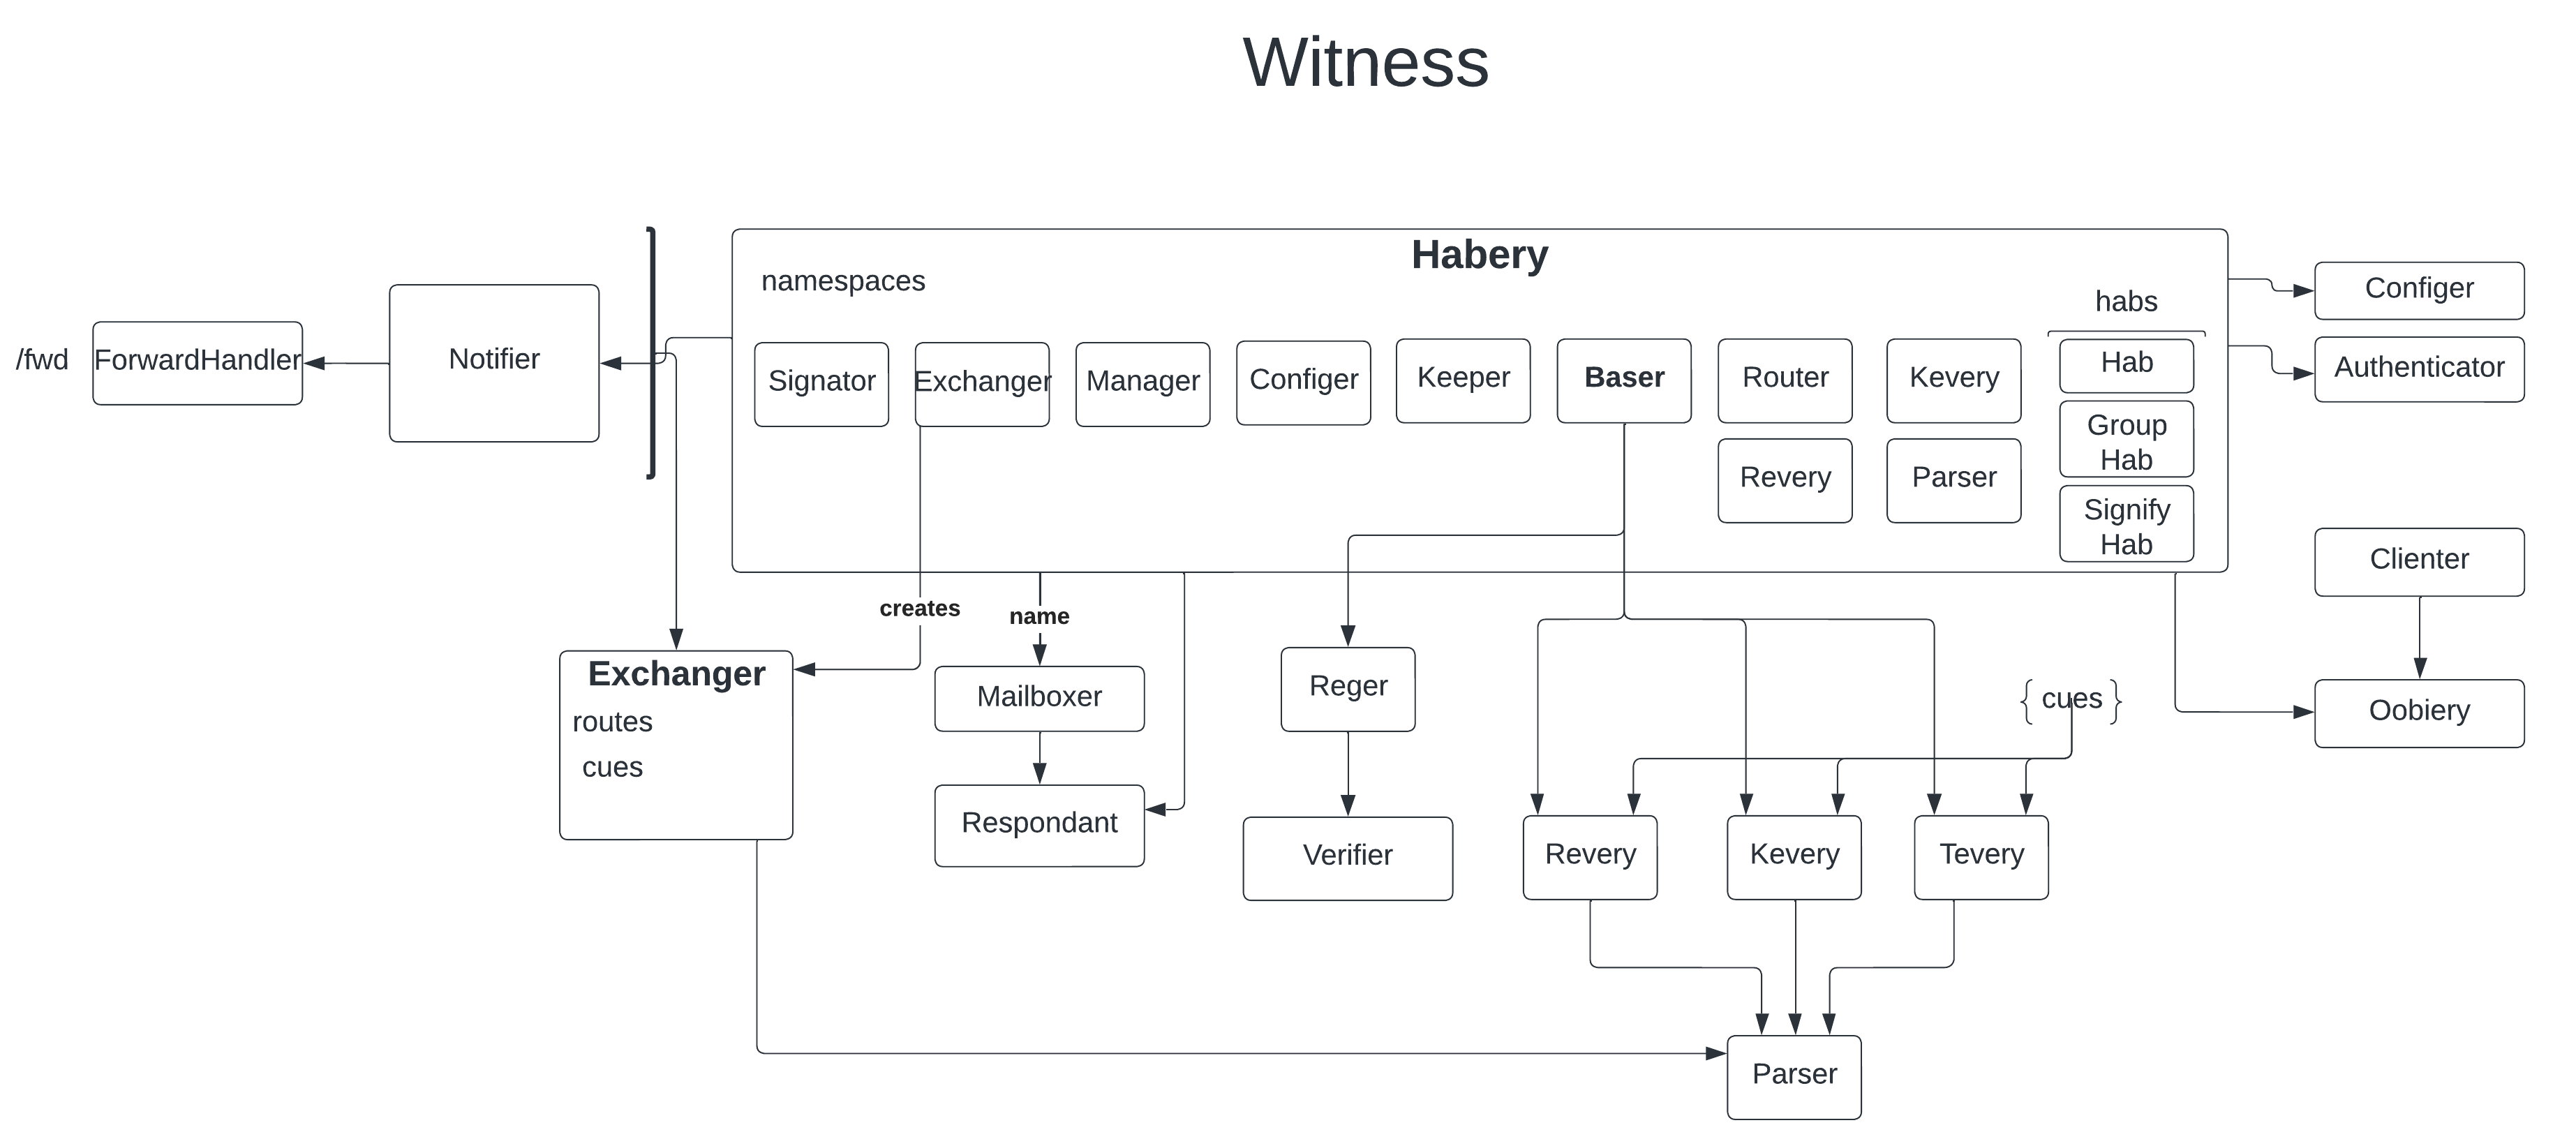 Witness
Habery
namespaces
habs
Configer
/fwd
ForwardHandler
Notifier
Signator
Exchanger
Manager
Configer
Keeper
Baser
Router
Kevery
Hab
Authenticator
Group
Hab
Revery
Parser
Signify
Hab
Clienter
creates
name
Exchanger
routes
cues
Mailboxer
Reger
{ cues }
Oobiery
Respondant
Verifier
Revery
Kevery
Tevery
Parser